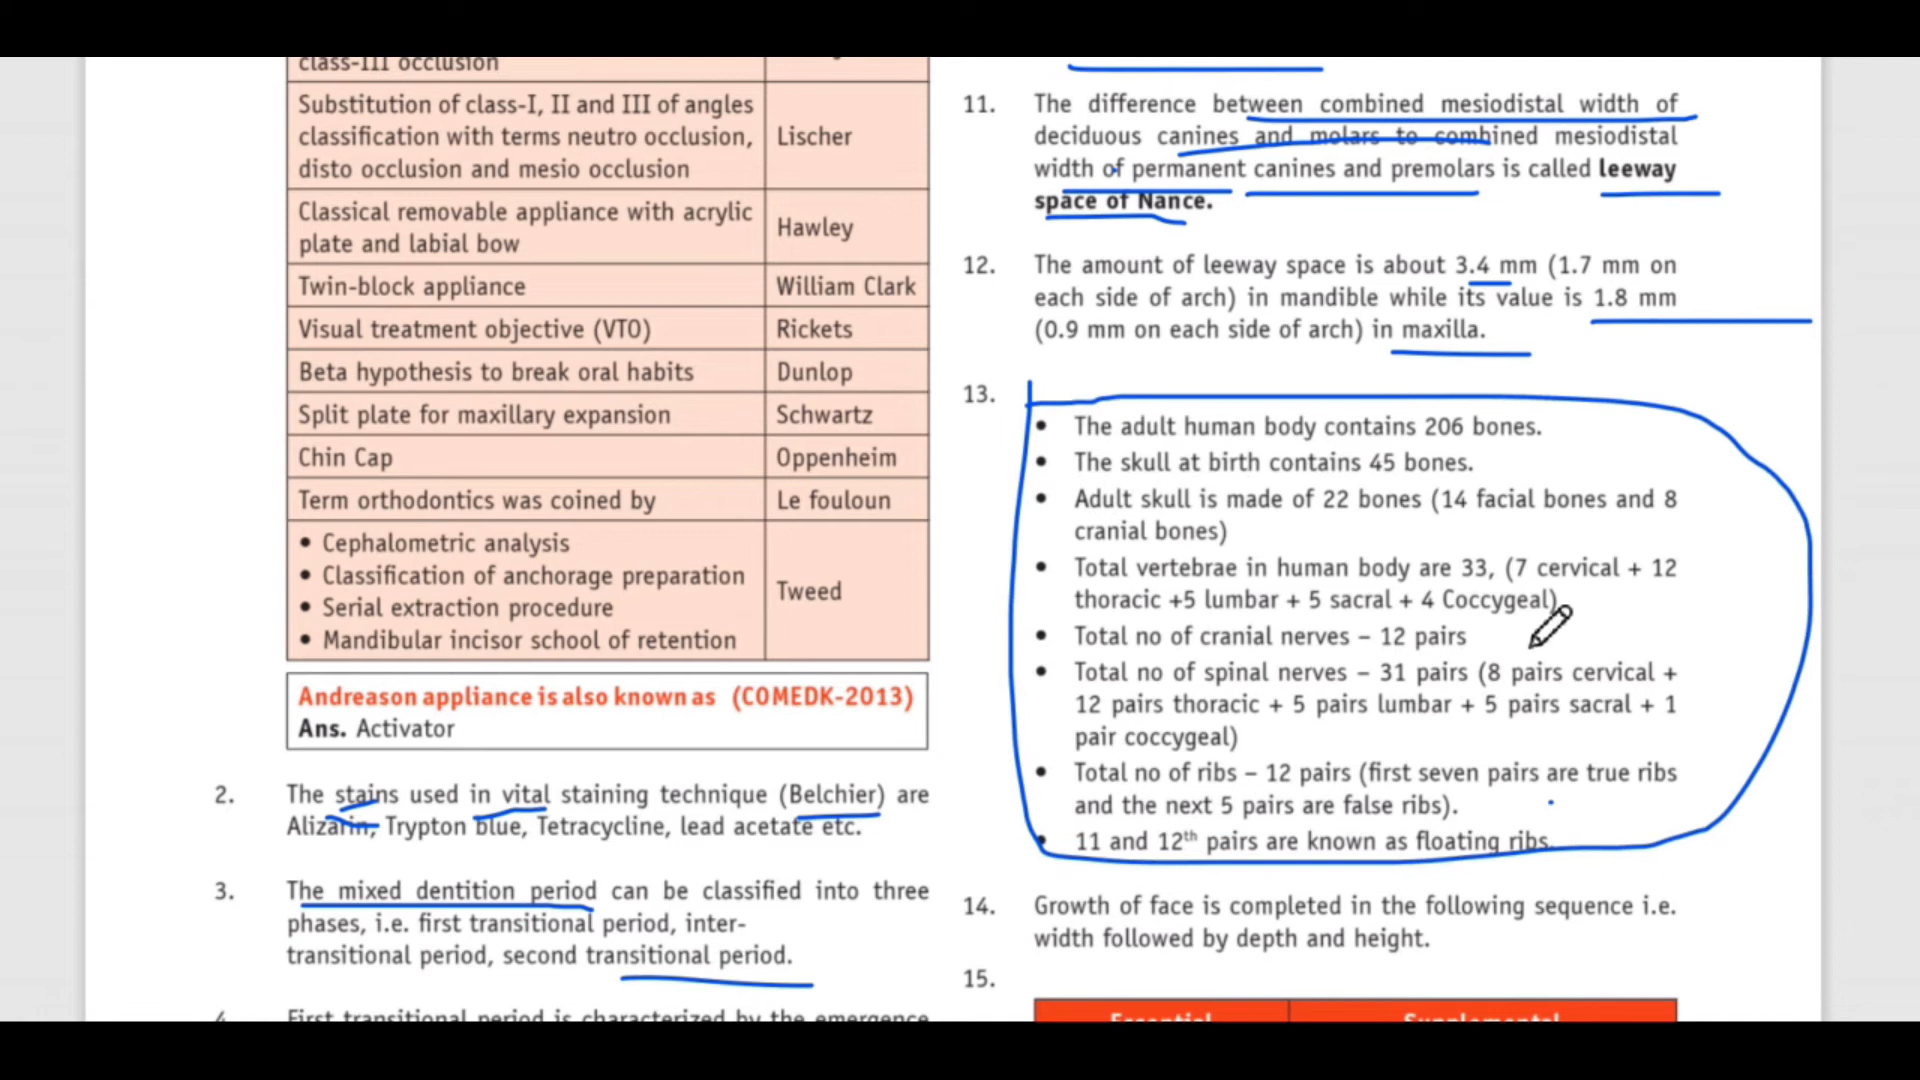 class-III occlusion
Substitution of class-I, II and III of angles
classification with terms neutro occlusion,
disto occlusion and mesio occlusion
Lischer
Classical removable appliance with acrylic
plate and labial bow
Hawley
Twin-block appliance
William Clark
Visual treatment objective (VTO)
Rickets
Beta hypothesis to break oral habits
Dunlop
Split plate for maxillary expansion
Schwartz
Chin Cap
Oppenheim
Term orthodontics was coined by
Le fouloun
• Cephalometric analysis
• Classification of anchorage preparation
• Serial extraction procedure
• Mandibular incisor school of retention
Tweed
Andreason appliance is also known as (COMEDK-2013)
Ans. Activator
2. The stains used in vital staining technique (Belchier) are
Alizarin, Trypton blue, Tetracycline, lead acetate etc.
3. The mixed dentition period can be classified into three
phases, i.e. first transitional period, inter-
transitional period, second transitional period.
4. First transitional period is characterized by the emergence
11. The difference between combined mesiodistal width of
deciduous canines and molars to combined mesiodistal
width of permanent canines and premolars is called leeway
space of Nance.
12. The amount of leeway space is about 3.4 mm (1.7 mm on
each side of arch) in mandible while its value is 1.8 mm
(0.9 mm on each side of arch) in maxilla.
13.
• The adult human body contains 206 bones.
• The skull at birth contains 45 bones.
• Adult skull is made of 22 bones (14 facial bones and 8
cranial bones)
• Total vertebrae in human body are 33, (7 cervical + 12
thoracic +5 lumbar + 5 sacral + 4 Coccygeal)
• Total no of cranial nerves – 12 pairs
• Total no of spinal nerves – 31 pairs (8 pairs cervical +
12 pairs thoracic + 5 pairs lumbar + 5 pairs sacral + 1
pair coccygeal)
• Total no of ribs – 12 pairs (first seven pairs are true ribs
and the next 5 pairs are false ribs).
• 11 and 12th pairs are known as floating ribs.
14. Growth of face is completed in the following sequence i.e.
width followed by depth and height.
15.
Essential
Supplemental